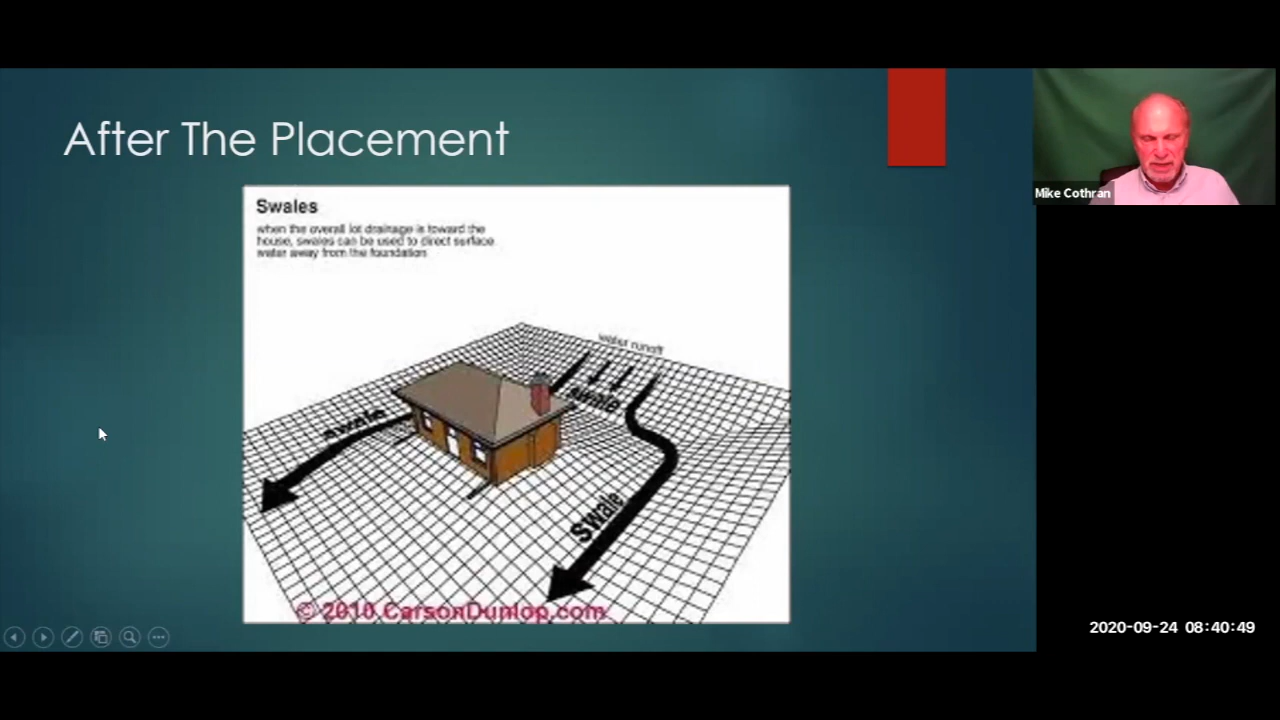 After The Placement
Mike Cothran
Swales
when the overall lot drainage is toward the
house, swales can be used to direct surface
water away from the foundation
water runoff
swale
Swale
Swale
© 2010 CarsonDunlop.com
2020-09-24 08:40:49